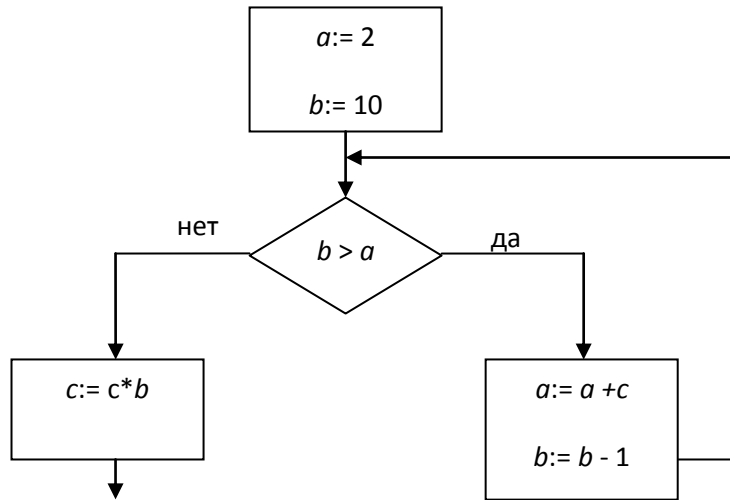 a:= 2
b:= 10
нет
b > a
да
c:= c*b
a:= a +c
b:= b - 1